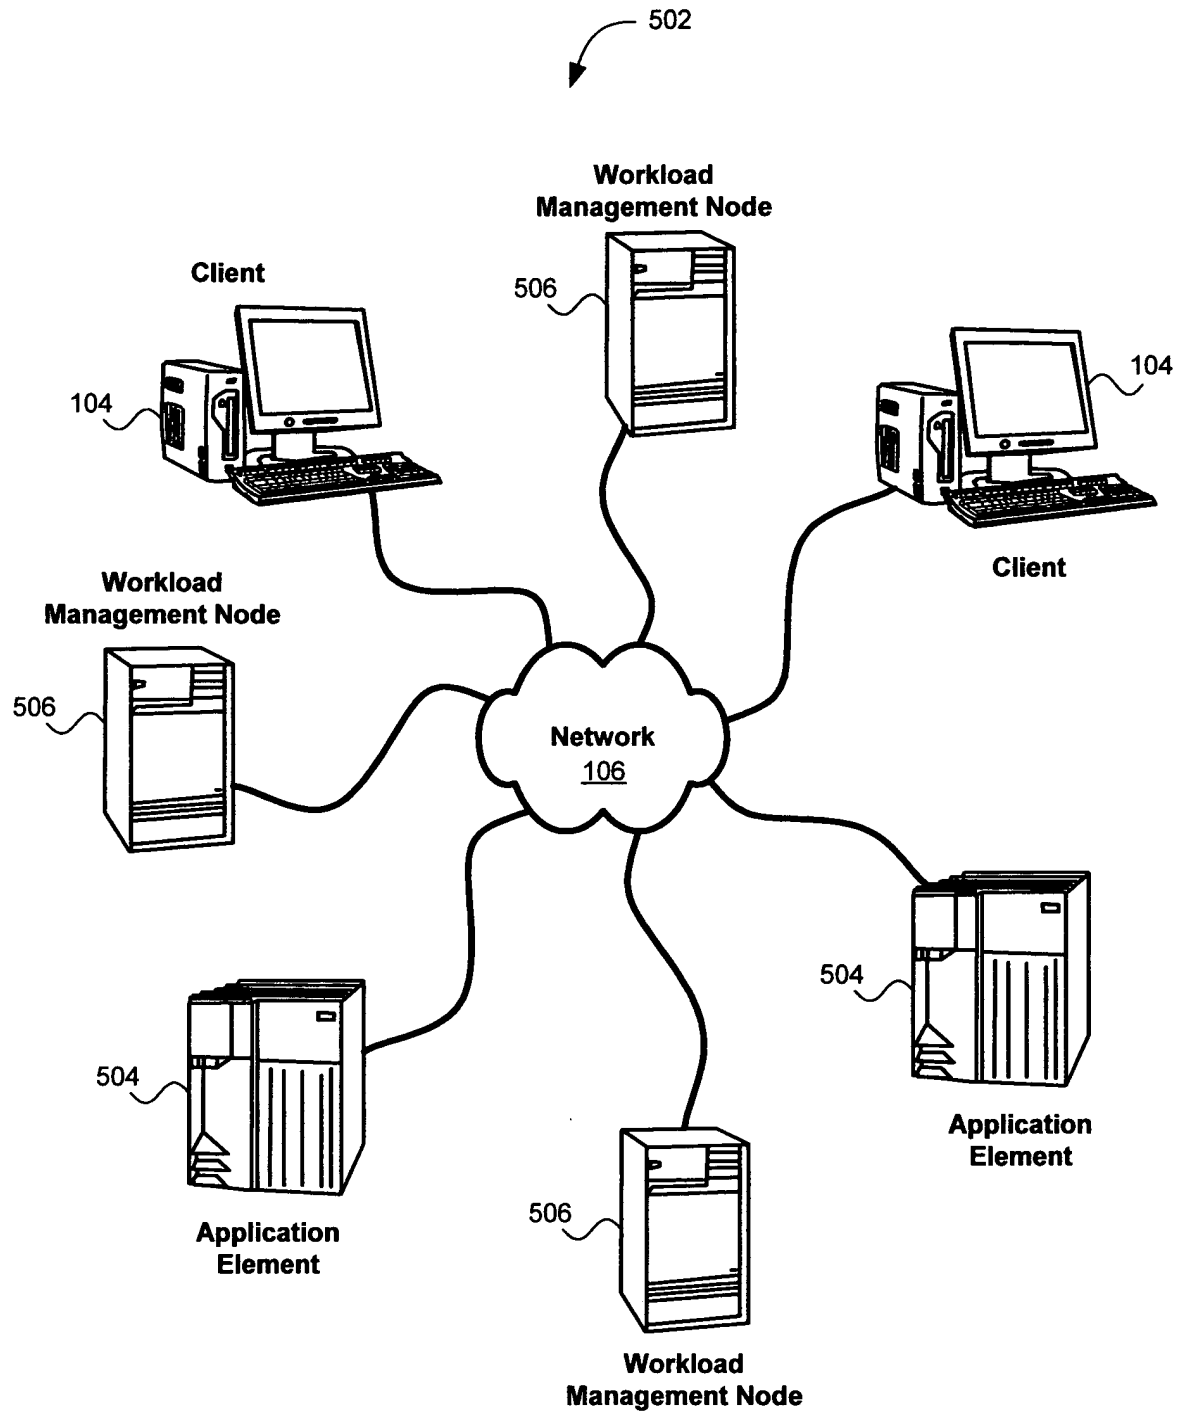 502
Workload
Management Node
506
Client
104
104
Client
Workload
Management Node
506
Network
106
504
Application
Element
504
Application
Element
506
Workload
Management Node